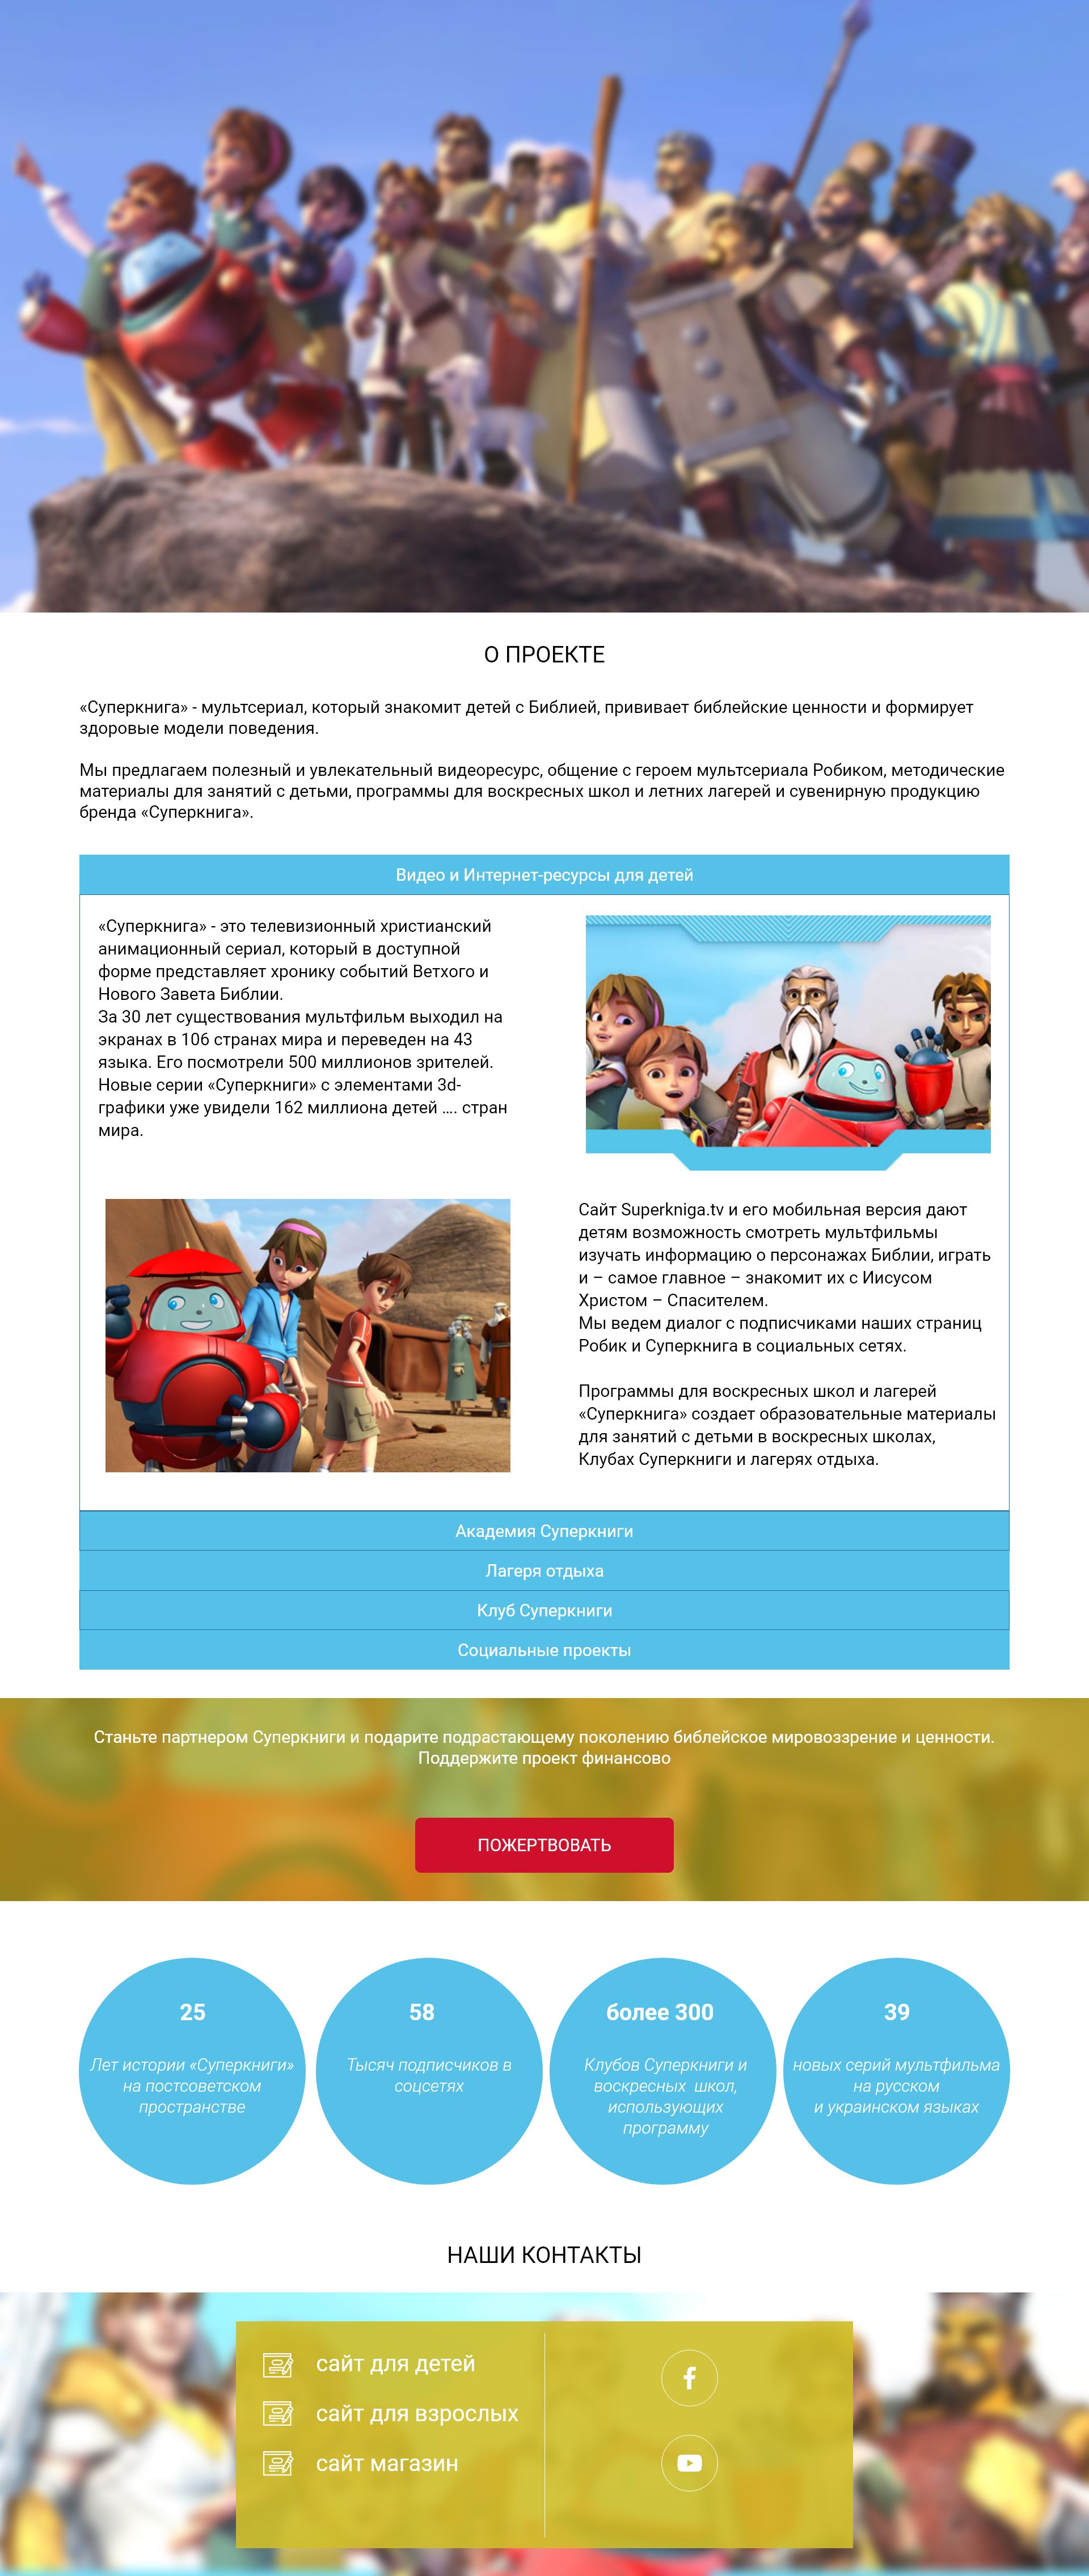 О ПРОЕКТЕ
«Суперкнига» - мультсериал, который знакомит детей с Библией, прививает библейские ценности и формирует
здоровые модели поведения.
Мы предлагаем полезный и увлекательный видеоресурс, общение с героем мультсериала Робиком, методические
материалы для занятий с детьми, программы для воскресных школ и летних лагерей и сувенирную продукцию
бренда «Суперкнига».
Видео и Интернет-ресурсы для детей
«Суперкнига» - это телевизионный христианский
анимационный сериал, который в доступной
форме представляет хронику событий Ветхого и
Нового Завета Библии.
За 30 лет существования мультфильм выходил на
экранах в 106 странах мира и переведен на 43
языка. Его посмотрели 500 миллионов зрителей.
Новые серии «Суперкниги» с элементами 3d-
графики уже увидели 162 миллиона детей .... стран
мира.
Сайт Superkniga.tv и его мобильная версия дают
детям возможность смотреть мультфильмы
изучать информацию о персонажах Библии, играть
и – самое главное – знакомит их с Иисусом
Христом – Спасителем.
Мы ведем диалог с подписчиками наших страниц
Робик и Суперкнига в социальных сетях.
Программы для воскресных школ и лагерей
«Суперкнига» создает образовательные материалы
для занятий с детьми в воскресных школах,
Клубах Суперкниги и лагерях отдыха.
Академия Суперкниги
Лагеря отдыха
Клуб Суперкниги
Социальные проекты
Станьте партнером Суперкниги и подарите подрастающему поколению библейское мировоззрение и ценности.
Поддержите проект финансово
ПОЖЕРТВОВАТЬ
25
Лет истории «Суперкниги»
на постсоветском
пространстве
58
Тысяч подписчиков в
соцсетях
более 300
Клубов Суперкниги и
воскресных школ,
использующих
программу
39
новых серий мультфильма
на русском
и украинском языках
НАШИ КОНТАКТЫ
сайт для детей
сайт для взрослых
сайт магазин